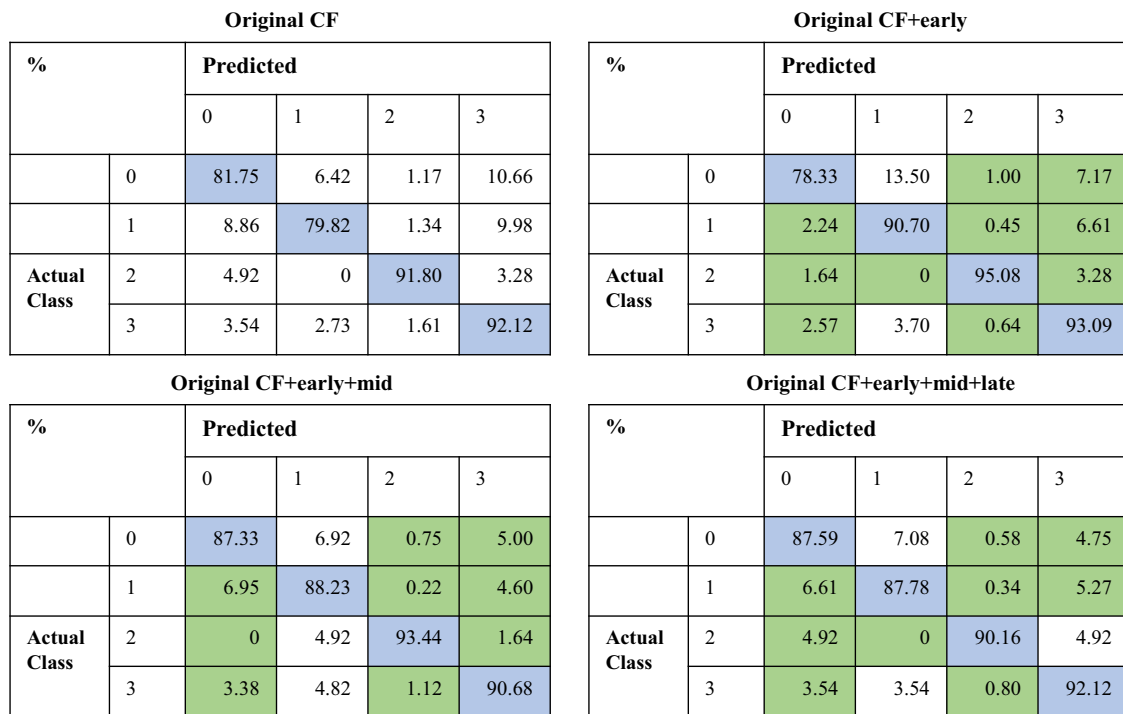 Original CF
% Predicted
0 1 2 3
0 81.75 6.42 1.17 10.66
1 8.86 79.82 1.34 9.98
Actual Class 2 4.92 0 91.80 3.28
3 3.54 2.73 1.61 92.12
Original CF+early
% Predicted
0 1 2 3
0 78.33 13.50 1.00 7.17
1 2.24 90.70 0.45 6.61
Actual Class 2 1.64 0 95.08 3.28
3 2.57 3.70 0.64 93.09
Original CF+early+mid
% Predicted
0 1 2 3
0 87.33 6.92 0.75 5.00
1 6.95 88.23 0.22 4.60
Actual Class 2 0 4.92 93.44 1.64
3 3.38 4.82 1.12 90.68
Original CF+early+mid+late
% Predicted
0 1 2 3
0 87.59 7.08 0.58 4.75
1 6.61 87.78 0.34 5.27
Actual Class 2 4.92 0 90.16 4.92
3 3.54 3.54 0.80 92.12